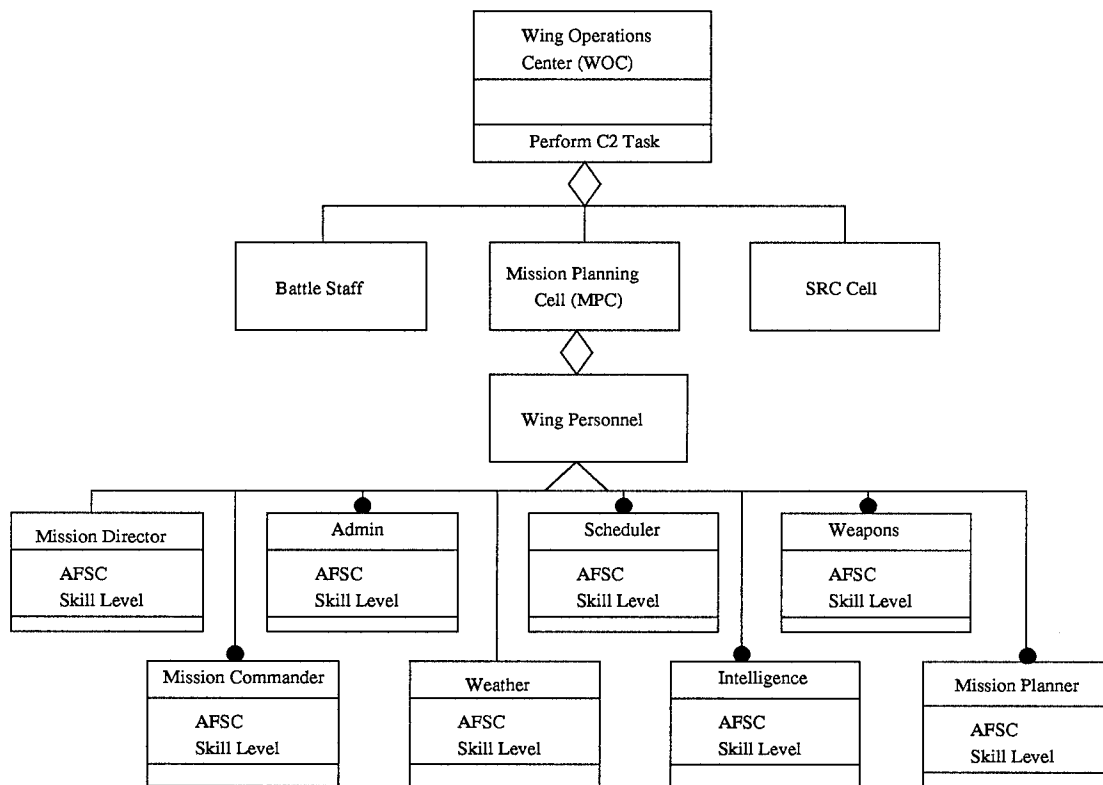 Wing Operations
Center (WOC)
Perform C2 Task
Battle Staff
Mission Planning
Cell (MPC)
SRC Cell
Wing Personnel
Mission Director
AFSC
Skill Level
Admin
AFSC
Skill Level
Scheduler
AFSC
Skill Level
Weapons
AFSC
Skill Level
Mission Commander
AFSC
Skill Level
Weather
AFSC
Skill Level
Intelligence
AFSC
Skill Level
Mission Planner
AFSC
Skill Level